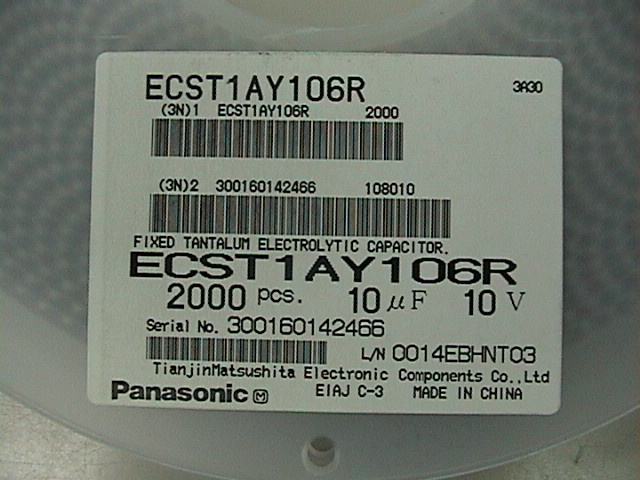 ECST1AY106R 3A30
(3N)1 ECST1AY106R 2000
(3N)2 300160142466 108010
FIXED TANTALUM ELECTROLYTIC CAPACITOR.
ECST1AY106R
2000 pcs. 10 μF 10 V
Serial No. 300160142466
L/N 0014EBHNT03
TianjinMatsushita Electronic Components Co.,Ltd
Panasonic M EIAJ C-3 MADE IN CHINA